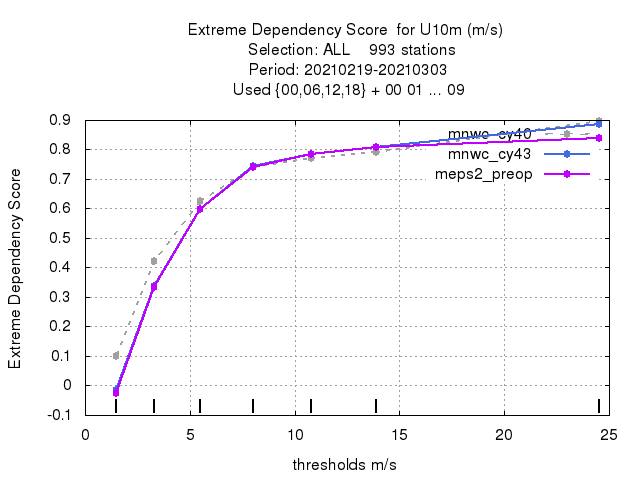 Extreme Dependency Score  for U10m (m/s)
Selection: ALL    993 stations
Period: 20210219-20210303
Used {00,06,12,18} + 00 01 ... 09
Extreme Dependency Score
0.9
0.8
0.7
0.6
0.5
0.4
0.3
0.2
0.1
0
-0.1
mnwc_cy40
mnwc_cy43
meps2_preop
0 5 10 15 20 25
thresholds m/s